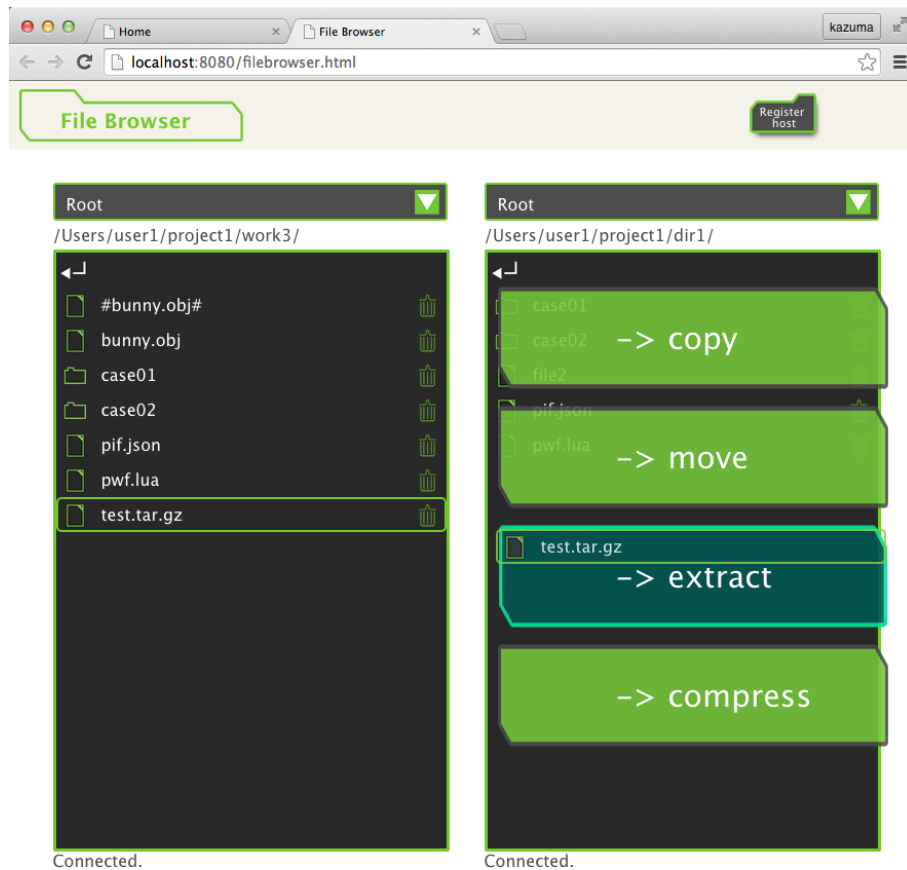 Home
File Browser
kazuma
localhost:8080/filebrowser.html
File Browser
Register
host
Root
/Users/user1/project1/work3/
#bunny.obj#
bunny.obj
case01
case02
pif.json
pwf.lua
test.tar.gz
Connected.
Root
/Users/user1/project1/dir1/
case01
case02
-> copy
file2
pif.json
pwf.lua
-> move
test.tar.gz
-> extract
-> compress
Connected.